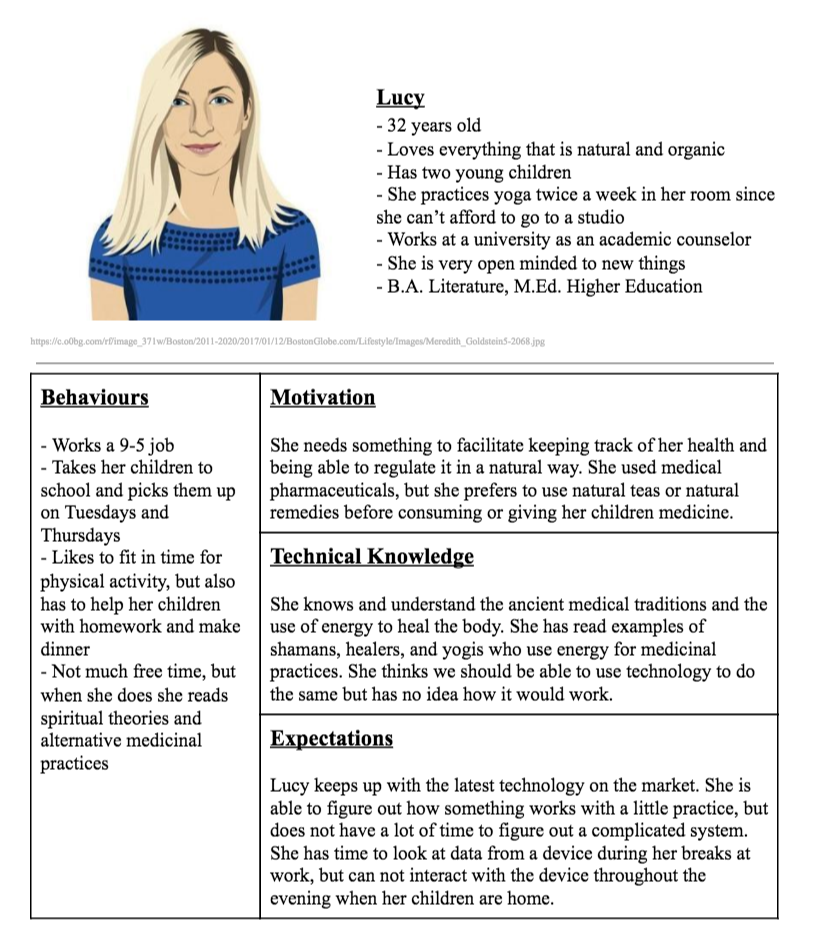 Lucy
- 32 years old
- Loves everything that is natural and organic
- Has two young children
- She practices yoga twice a week in her room since
she can’t afford to go to a studio
- Works at a university as an academic counselor
- She is very open minded to new things
- B.A. Literature, M.Ed. Higher Education
https://c.o0bg.com/rf/image_371w/Boston/2011-2020/2017/01/12/BostonGlobe.com/Lifestyle/Images/Meredith_Goldstein5-2068.jpg
Behaviours
- Works a 9-5 job
- Takes her children to
school and picks them up
on Tuesdays and
Thursdays
- Likes to fit in time for
physical activity, but also
has to help her children
with homework and make
dinner
- Not much free time, but
when she does she reads
spiritual theories and
alternative medicinal
practices
Motivation
She needs something to facilitate keeping track of her health and
being able to regulate it in a natural way. She used medical
pharmaceuticals, but she prefers to use natural teas or natural
remedies before consuming or giving her children medicine.
Technical Knowledge
She knows and understand the ancient medical traditions and the
use of energy to heal the body. She has read examples of
shamans, healers, and yogis who use energy for medicinal
practices. She thinks we should be able to use technology to do
the same but has no idea how it would work.
Expectations
Lucy keeps up with the latest technology on the market. She is
able to figure out how something works with a little practice, but
does not have a lot of time to figure out a complicated system.
She has time to look at data from a device during her breaks at
work, but can not interact with the device throughout the
evening when her children are home.